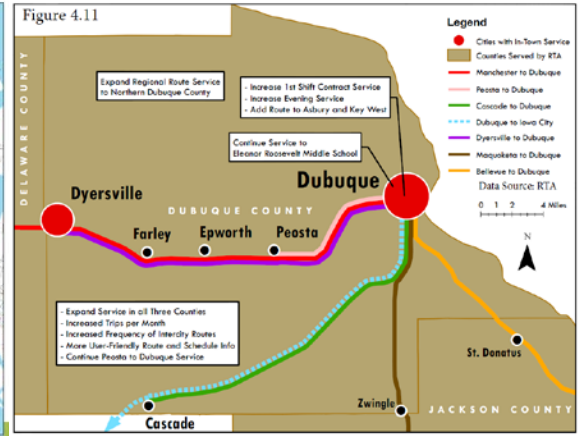 Figure 4.11
DELAWARE COUNTY
Expand Regional Route Service
to Northern Dubuque County
- Increase 1st Shift Contract Service
- Increase Evening Service
- Add Route to Asbury and Key West
Continue Service to
Eleanor Roosevelt Middle School
Dubuque
Dyersville
DUBUQUE COUNTY
Farley
Epworth
Peosta
- Expand Service in all Three Counties
- Increased Trips per Month
- Increased Frequency of Intercity Routes
- More User-Friendly Route and Schedule Info
- Continue Peosta to Dubuque Service
Cascade
Zwingle
St. Donatus
JACKSON COUNTY
Legend
Cities with In-Town Service
Counties Served by RTA
Manchester to Dubuque
Peosta to Dubuque
Cascade to Dubuque
Dubuque to Iowa City
Dyersville to Dubuque
Maquoketa to Dubuque
Bellevue to Dubuque
Data Source: RTA
0 1 2 4 Miles
N